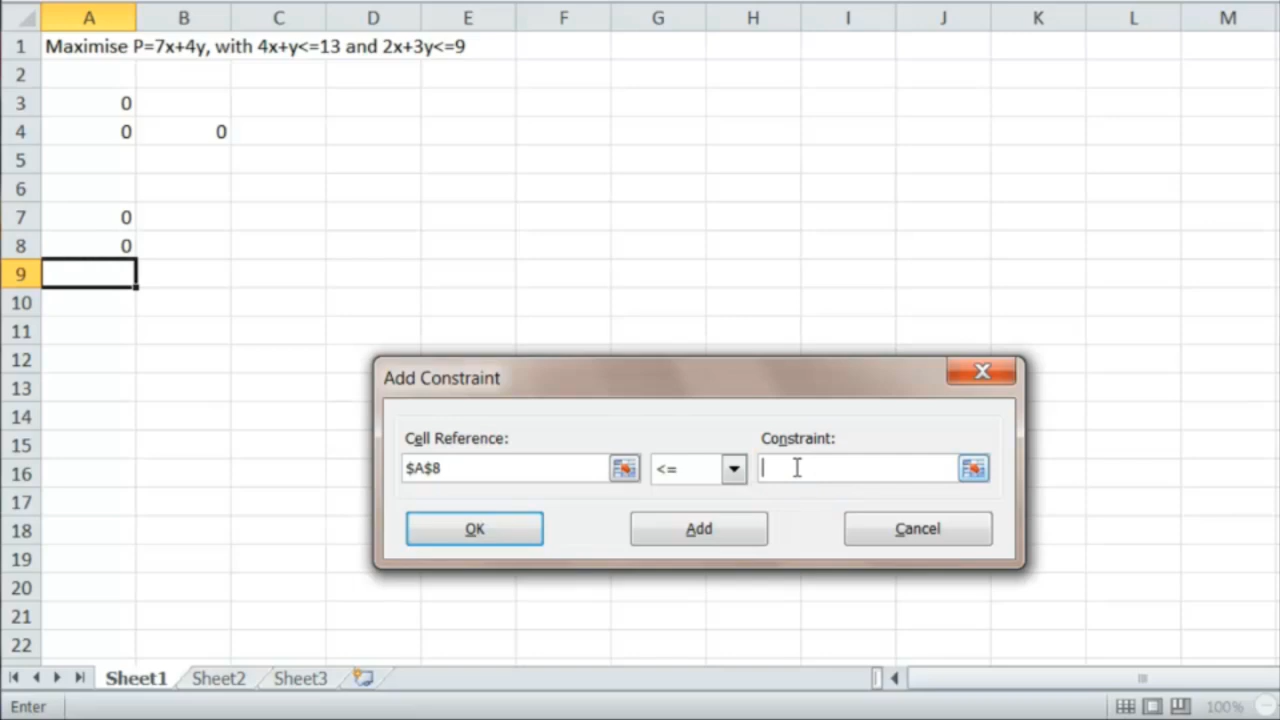 A B C D E F G H I J K L M
1 Maximise P=7x+4y, with 4x+y<=13 and 2x+3y<=9
2
3 0
4 0 0
5
6
7 0
8 0
9
10
11
12
13
14
15
16
17
18
19
20
21
22
Add Constraint
X
Cell Reference: Constraint:
$A$8 <=
OK Add Cancel
Sheet1 Sheet2 Sheet3
Enter 100%